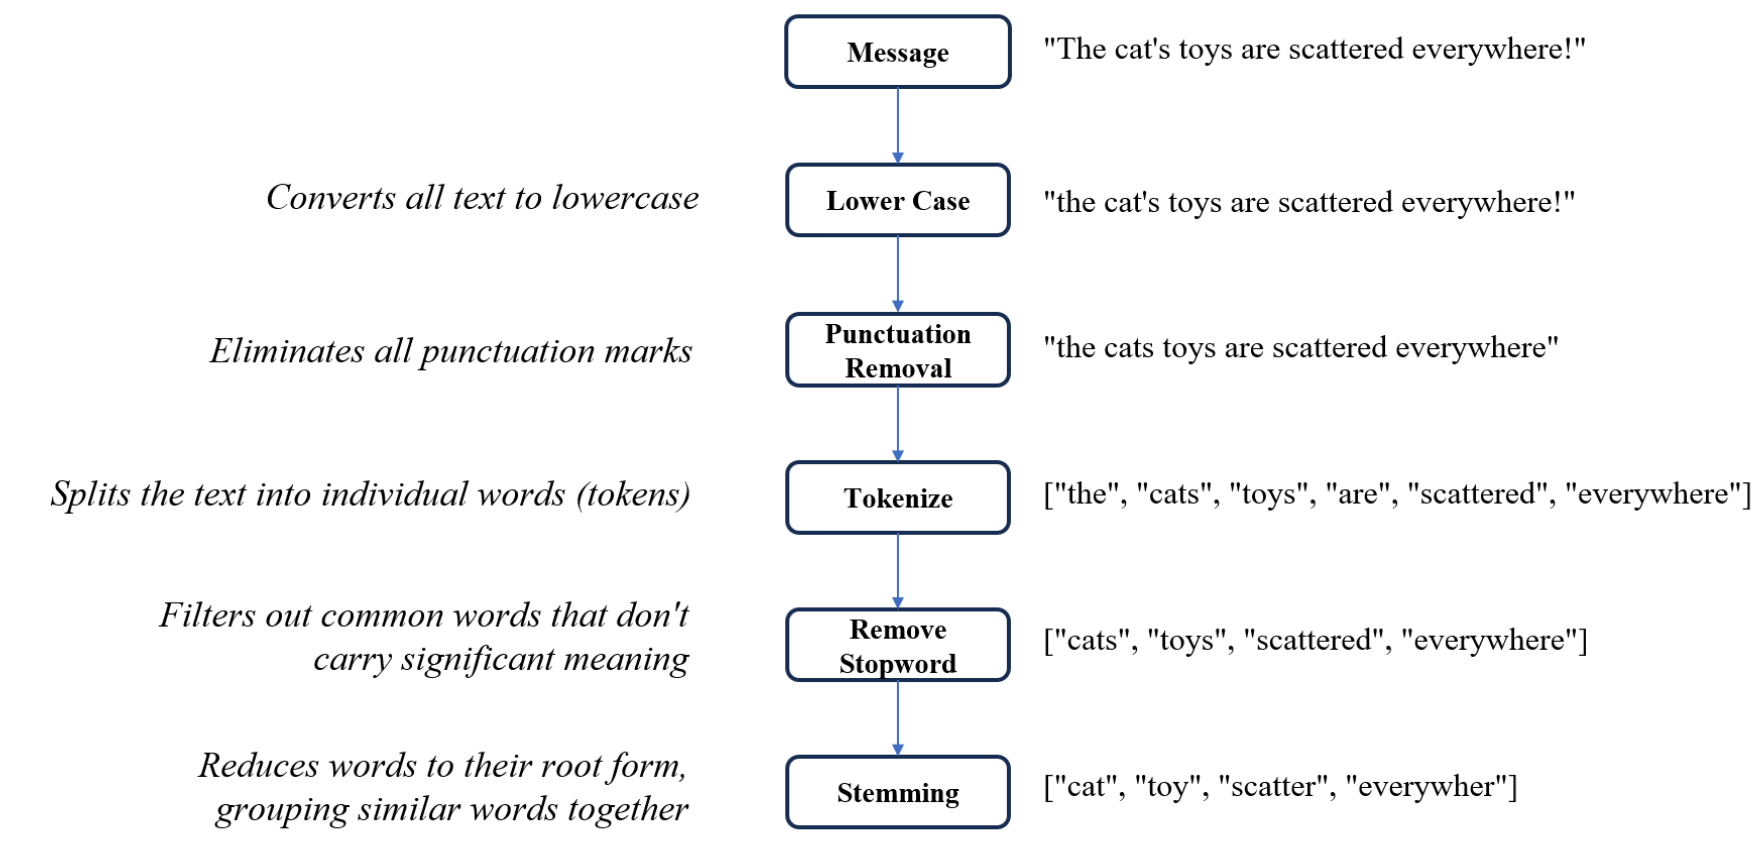 Message
"The cat's toys are scattered everywhere!"
Converts all text to lowercase
Lower Case
"the cat's toys are scattered everywhere!"
Eliminates all punctuation marks
Punctuation
Removal
"the cats toys are scattered everywhere"
Splits the text into individual words (tokens)
Tokenize
["the", "cats", "toys", "are", "scattered", "everywhere"]
Filters out common words that don't
carry significant meaning
Remove
Stopword
["cats", "toys", "scattered", "everywhere"]
Reduces words to their root form,
grouping similar words together
Stemming
["cat", "toy", "scatter", "everywher"]